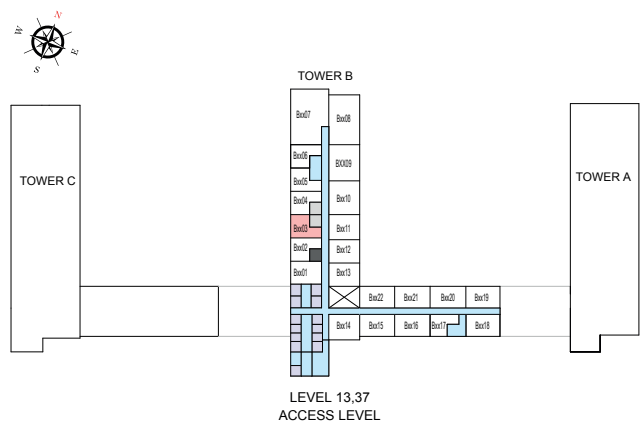 N
W
E
S
TOWER B
Bxx07
Bxx08
Bxx06
BXX09
Bxx05
TOWER C
TOWER A
Bxx04
Bxx10
Bxx03
Bxx11
Bxx02
Bxx12
Bxx01
Bxx13
Bxx22 Bxx21 Bxx20 Bxx19
Bxx14 Bxx15 Bxx16 Bxx17 Bxx18
LEVEL 13,37
ACCESS LEVEL